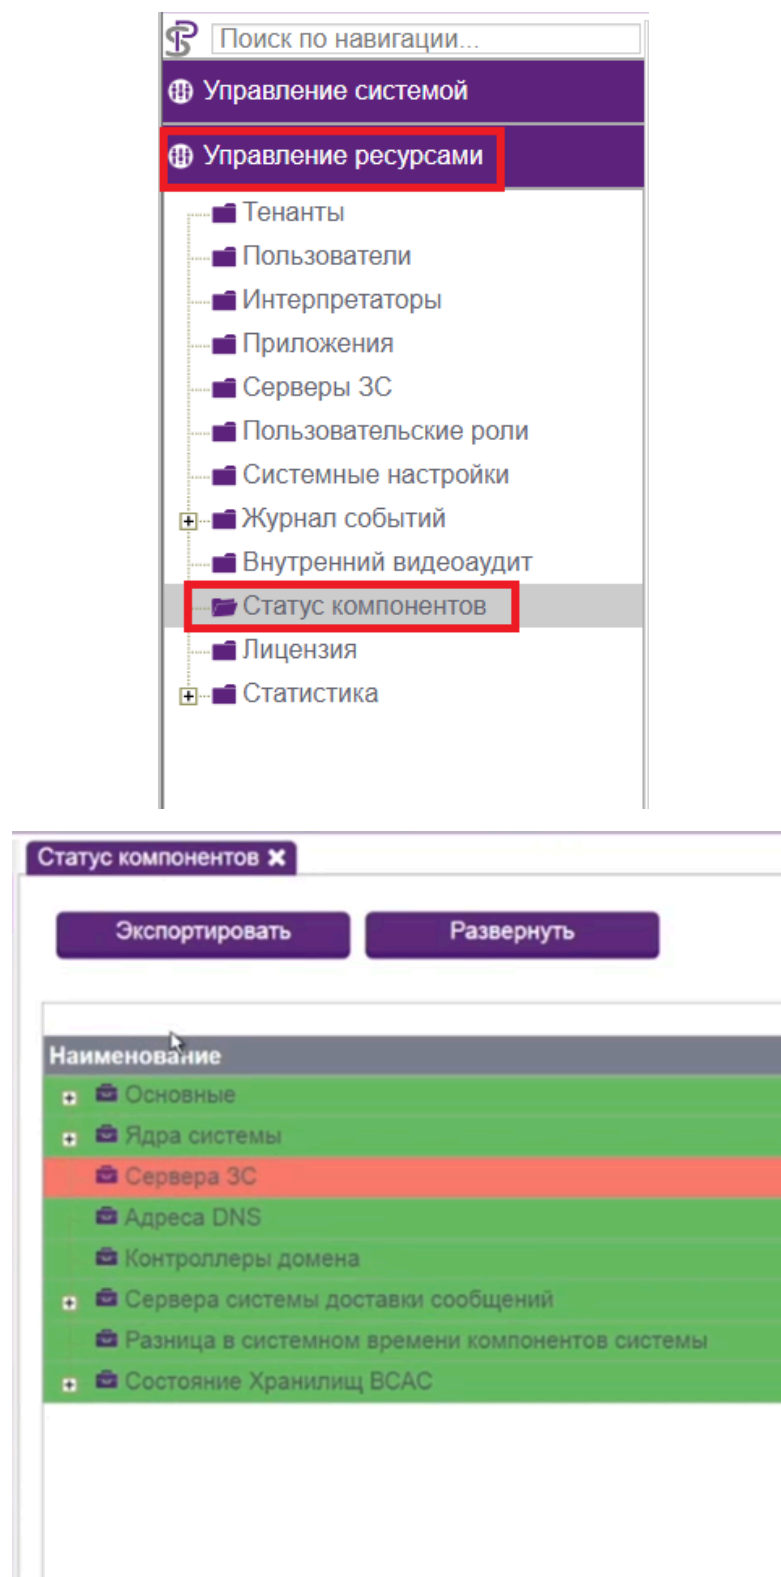 Поиск по навигации...
Управление системой
Управление ресурсами
Тенанты
Пользователи
Интерпретаторы
Приложения
Серверы ЗС
Пользовательские роли
Системные настройки
Журнал событий
Внутренний видеоаудит
Статус компонентов
Лицензия
Статистика
Статус компонентов
Экспортировать Развернуть
Наименование
Основные
Ядра системы
Сервера ЗС
Адреса DNS
Контроллеры домена
Сервера системы доставки сообщений
Разница в системном времени компонентов системы
Состояние Хранилищ ВСАС